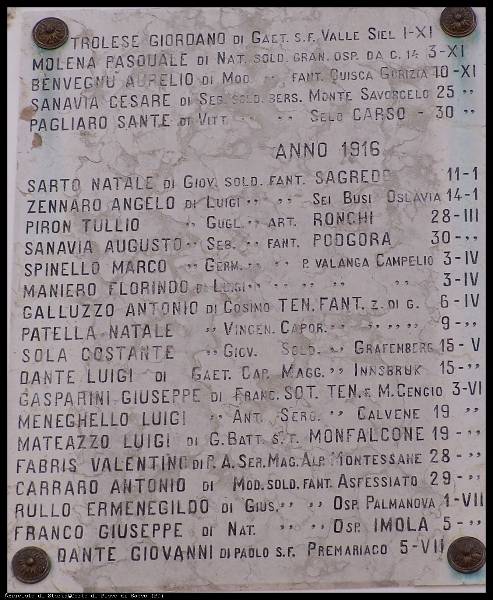 TROLESE GIORDANO DI GAET. S.F. VALLE SIEL 1-XI
MOLENA PASQUALE DI NAT. SOLD. GRAN. OSP. DA C. 14 3-XI
BENVEGNÙ AURELIO DI MOD. ,, FANT. QUISCA GORIZIA 10-XI
SANAVIA CESARE DI SEB. SOLD. BERS. MONTE SAVORGELO 25 ,,
PAGLIARO SANTE DI VITT. ,, ,, SELO CARSO - 30 ,,
ANNO 1916
SARTO NATALE DI GIOV. SOLD. FANT. SAGREDO 11-1
ZENNARO ANGELO DI LUIGI ,, ,, SEI BUSI OSLAVIA 14-1
PIRON TULLIO ,, GUGL. ,, ART. RONCHI 28-III
SANAVIA AUGUSTO ,, SEB. ,, FANT. PODGORA 30-,,
SPINELLO MARCO ,, GERM. ,, ,, P. VALANGA CAMPELIO 3-IV
MANIERO FLORINDO DI LUIGI ,, ,, ,, ,, 3-IV
GALLUZZO ANTONIO DI COSIMO TEN. FANT. Z. DI G. 6-IV
PATELLA NATALE ,, VINCEN. CAPOR. ,, ,, ,, ,, 9-,,
SOLA COSTANTE ,, GIOV. SOLD. ,, GRAFENBERG 15-V
DANTE LUIGI DI GAET. CAP. MAGG. ,, INNSBRUK 15-,,
GASPARINI GIUSEPPE DI FRANC. SOT. TEN. F. M. CENGIO 3-VI
MENEGHELLO LUIGI ,, ANT. SERG. ,, CALVENE 19 ,,
MATEAZZO LUIGI DI G. BATT. S.T. MONFALCONE 19-,,
FABRIS VALENTINO DI P. A. SER. MAG. ALP. MONTESSANE 28-,,
CARRARO ANTONIO DI MOD. SOLD. FANT. ASFESSIATO 29-,,
RULLO ERMENEGILDO DI GIUS. ,, ,, OSP. PALMANOVA 1-VII
FRANCO GIUSEPPE DI NAT. ,, ,, OSP. IMOLA 5-,,
DANTE GIOVANNI DI PAOLO S.F. PREMARIACO 5-VII